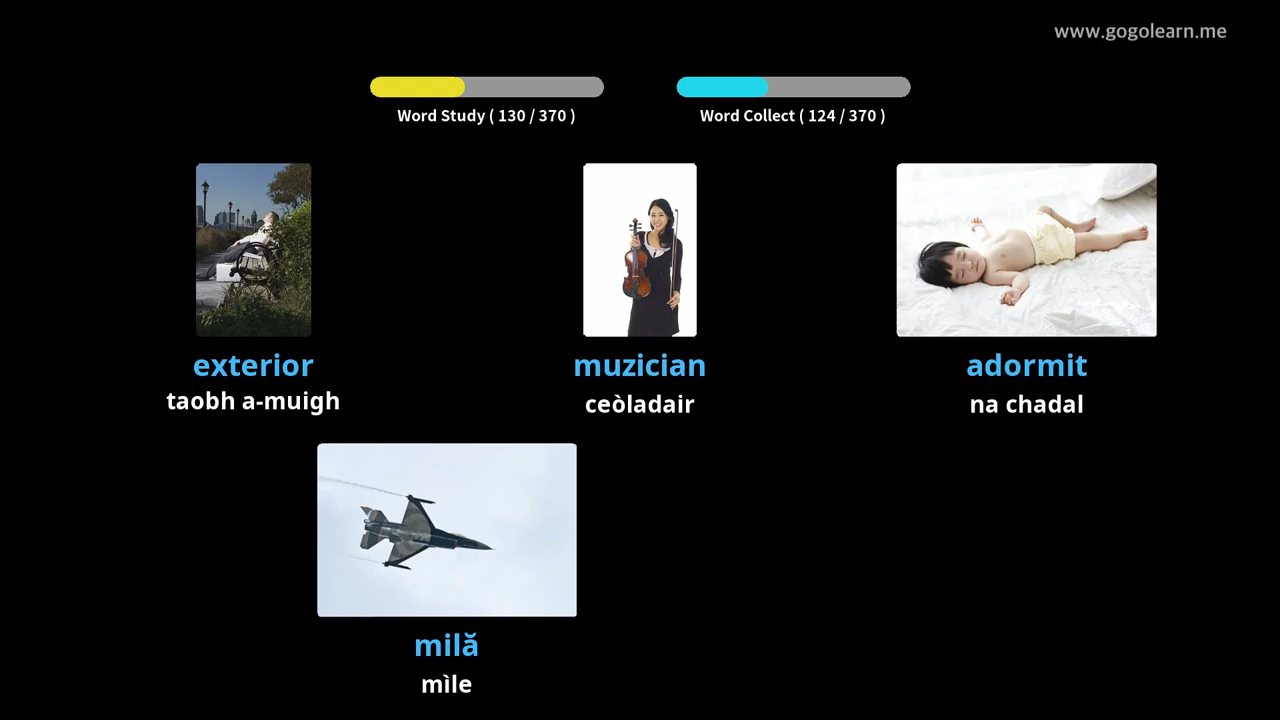 www.gogolearn.me
Word Study ( 130 / 370 )
Word Collect ( 124 / 370 )
exterior
taobh a-muigh
muzician
ceòladair
adormit
na chadal
milă
mìle